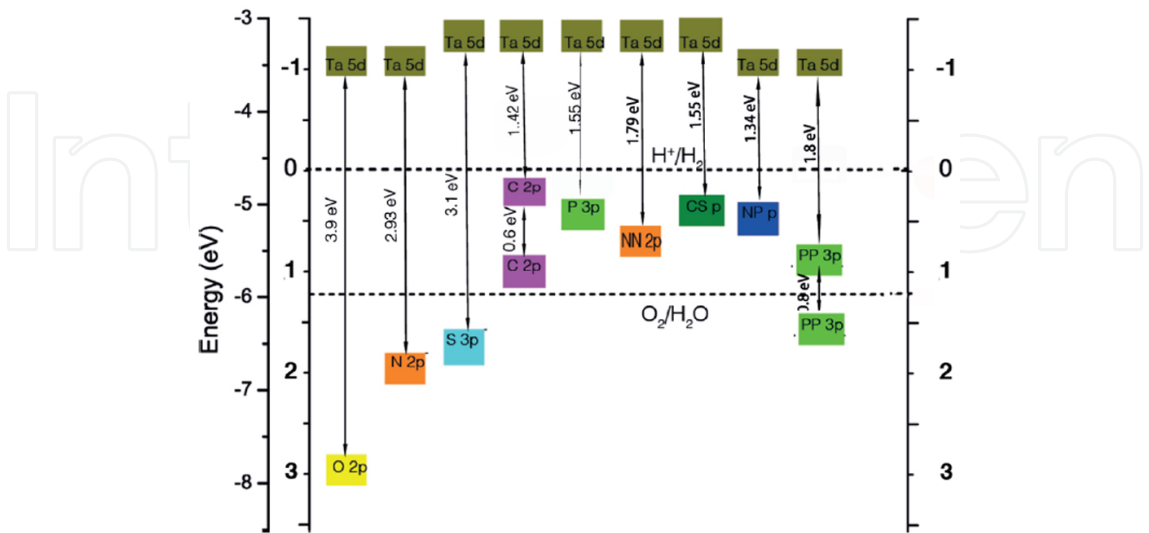 -3
Ta 5d Ta 5d Ta 5d Ta 5d Ta 5d
-1 Ta 5d Ta 5d Ta 5d Ta 5d -1
1..42 eV 1.55 eV 1.79 eV 1.55 eV 1.34 eV 1.8 eV
-4
H⁺/H₂
0 0
3.9 eV 2.93 eV 3.1 eV
C 2p
-5 P 3p CS p NP p
0.6 eV NN 2p
Energy (eV)
PP 3p
1 C 2p 1
-6 0.8 eV
O₂/H₂O
PP 3p
S 3p
N 2p
2 2
-7
O 2p
3 3
-8
Inten